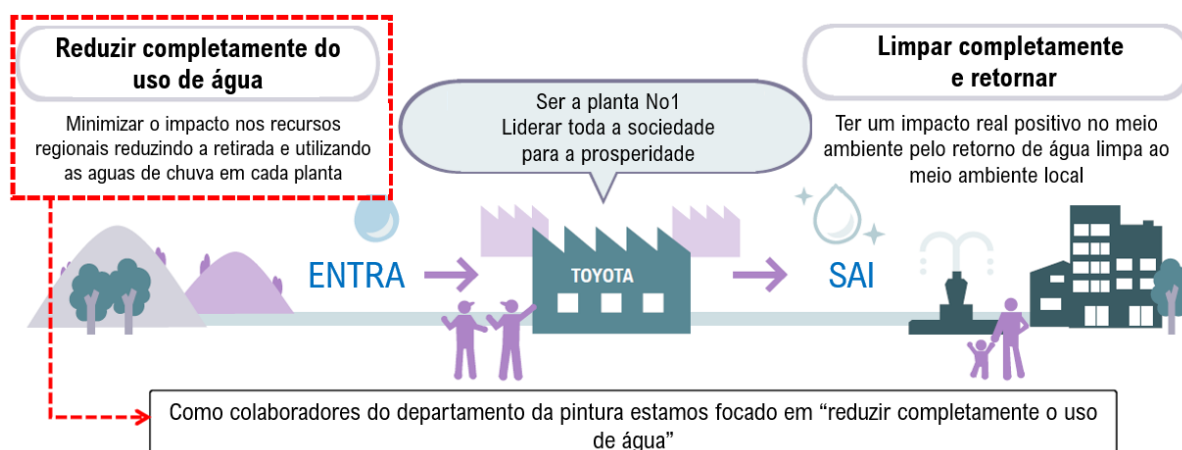 Reduzir completamente do
uso de água
Minimizar o impacto nos recursos
regionais reduzindo a retirada e utilizando
as aguas de chuva em cada planta
Ser a planta No1
Liderar toda a sociedade
para a prosperidade
Limpar completamente
e retornar
Ter um impacto real positivo no meio
ambiente pelo retorno de água limpa ao
meio ambiente local
ENTRA
TOYOTA
SAI
Como colaboradores do departamento da pintura estamos focado em “reduzir completamente o uso
de água”